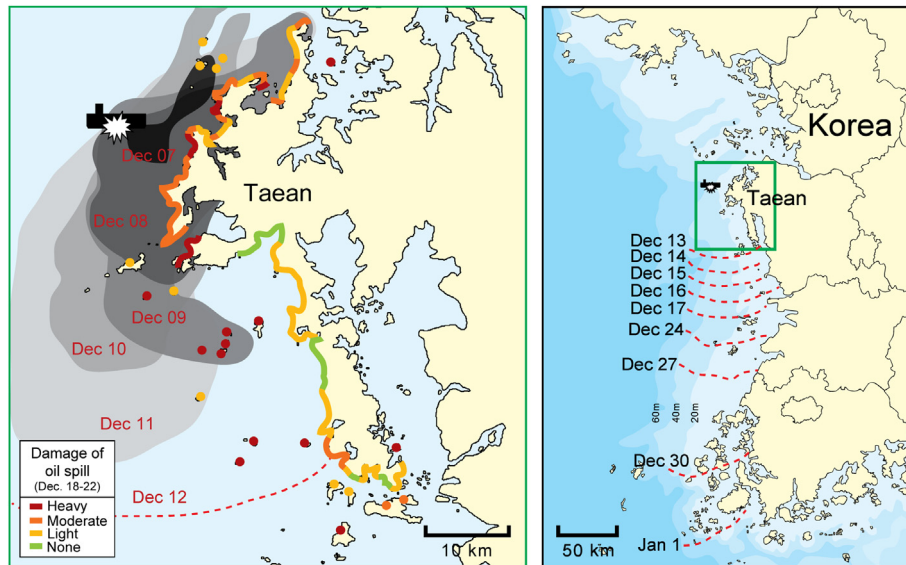 Dec 07
Taean
Dec 08
Dec 09
Dec 10
Dec 11
Dec 12
Damage of
oil spill
(Dec. 18-22)
Heavy
Moderate
Light
None
10 km
Korea
Taean
Dec 13
Dec 14
Dec 15
Dec 16
Dec 17
Dec 24
Dec 27
60m
40m
20m
Dec 30
Jan 1
50 km